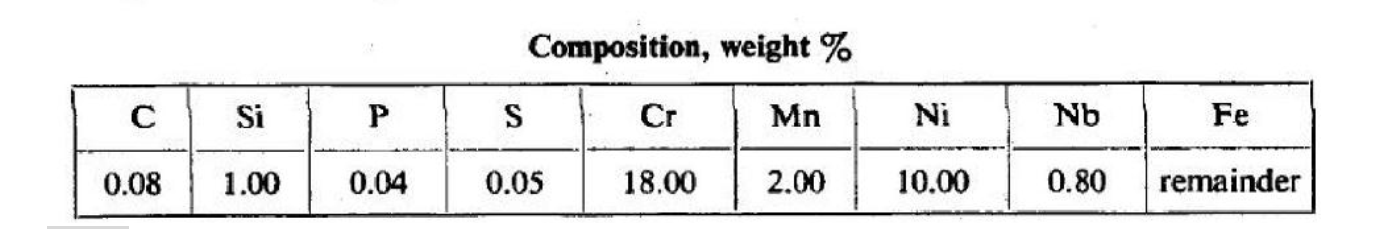 Composition, weight %
C Si P S Cr Mn Ni Nb Fe
0.08 1.00 0.04 0.05 18.00 2.00 10.00 0.80 remainder